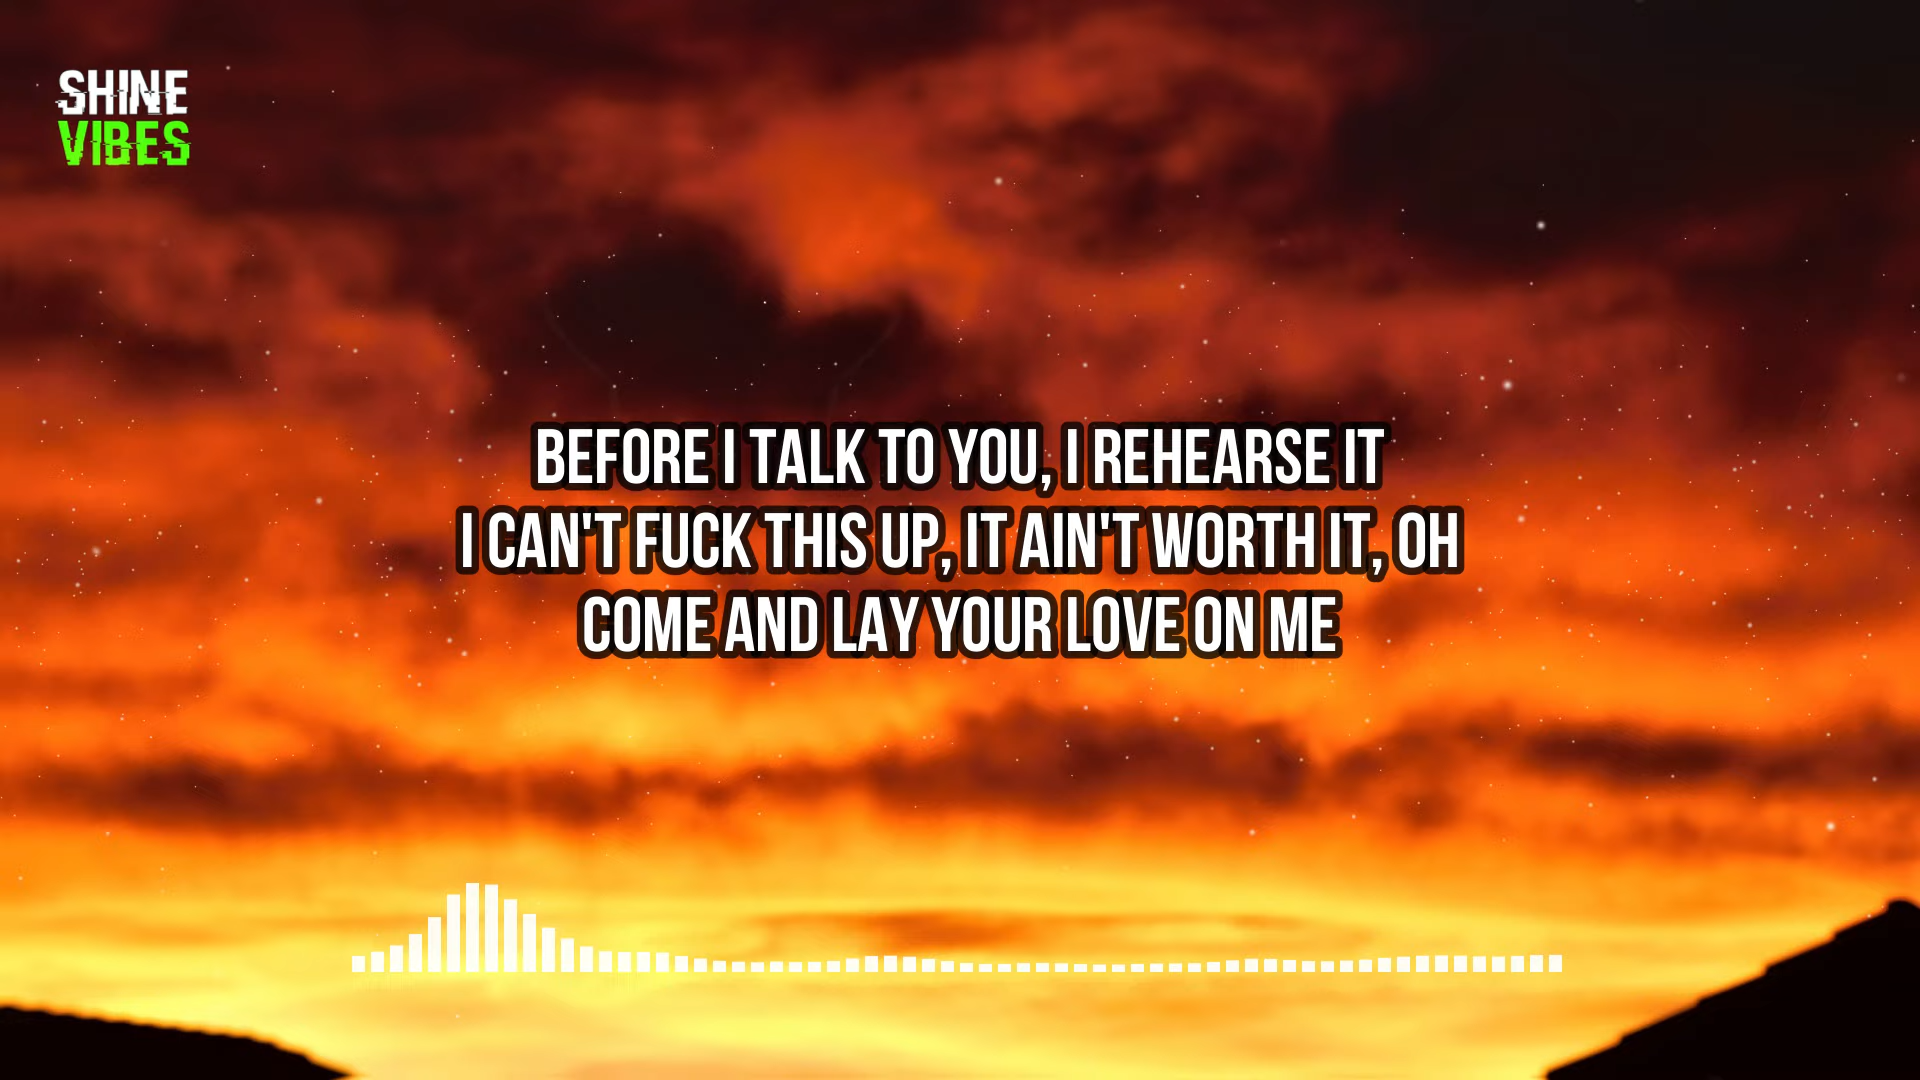 SHINE
VIBES
BEFORE I TALK TO YOU, I REHEARSE IT
I CAN'T FUCK THIS UP, IT AIN'T WORTH IT, OH
COME AND LAY YOUR LOVE ON ME